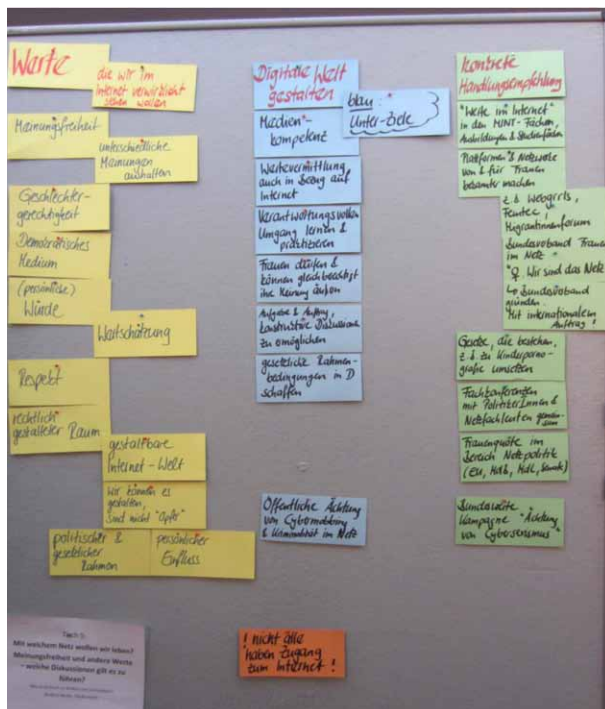 Werte
die wir im
Internet verwirklicht
sehen wollen
Meinungsfreiheit
unterschiedliche
Meinungen
aushalten
Geschlechter-
gerechtigkeit
Demokratisches
Medium
(persönliche)
Würde
Wertschätzung
Respekt
rechtlich
gestalteter Raum
gestaltbare
Internet-Welt
Wir können es
gestalten,
sind nicht "Opfer"
politischer &
gesetzlicher
Rahmen
persönlicher
Einfluss
Digitale Welt
gestalten
blau:
Unter-Ziele
Medien-
kompetenz
Wertevermittlung
auch in Bezug auf
Internet
Verantwortungsvollen
Umgang lernen &
praktizieren
Frauen dürfen &
können gleichberechtigt
ihre Meinung äußern
Aufgabe & Auftrag,
konstruktive Diskussionen
zu ermöglichen
gesetzliche Rahmen-
bedingungen in D
schaffen
Öffentliche Ächtung
von Cybermobbing
& Kriminalität im Netz
! nicht alle
haben Zugang
zum Internet !
konkrete
Handlungsempfehlung
"Werte im Internet"
in den MINT-Fächern,
Ausbildungen & Studienfächern
Plattformen & Netzwerke
von & für Frauen
bekannter machen
z.B. Webgrrls,
Femtec,
Migrantinnenforum
Bundesverband Frauen
im Netz
"♀ Wir sind das Netz"
↳ Bundesverband
gründen.
Mit internationalem
Auftrag!
Gesetze, die bestehen,
z.B. zu Kinderporno-
grafie umsetzen
Fachkonferenzen
mit PolitikerInnen &
Netzfachleuten gemein-
sam
Frauenquote im
Bereich Netzpolitik
(EU, MdB, MdL, Senate)
Bundesweite
Kampagne "Ächtung
von Cybersexismus"
Tisch 5:
Mit welchem Netz wollen wir leben?
Meinungsfreiheit und andere Werte
- welche Diskussionen gilt es zu
führen?